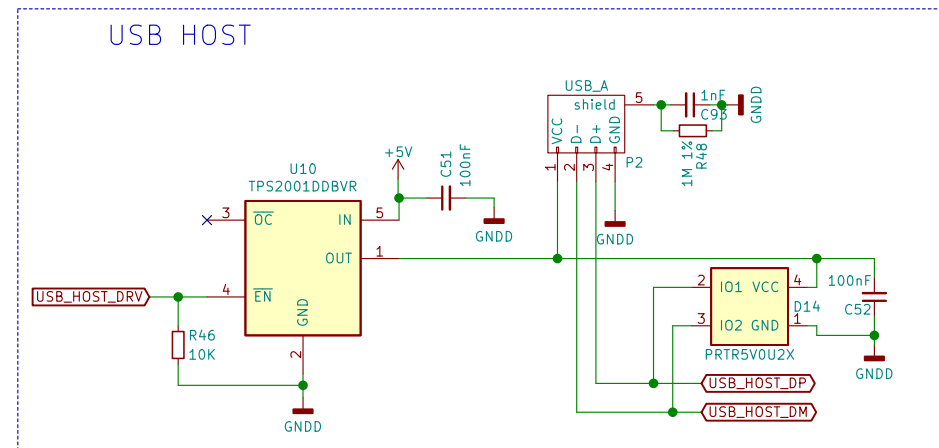 USB HOST
USB_A
shield
5
1nF
C93
GNDD
VCC
D-
D+
GND
1
2
3
4
P2
1M 1%
R48
GNDD
+5V
C51
100nF
GNDD
U10
TPS2001DDBVR
3
OC
IN
5
OUT
1
4
EN
GND
2
USB_HOST_DRV
R46
10K
GNDD
2
IO1
VCC
4
3
IO2
GND
1
D14
PRTR5V0U2X
100nF
C52
GNDD
USB_HOST_DP
USB_HOST_DM